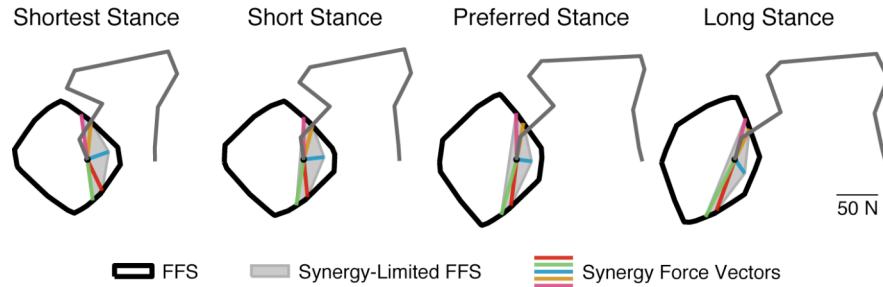 Shortest Stance Short Stance Preferred Stance Long Stance
50 N
FFS Synergy-Limited FFS Synergy Force Vectors